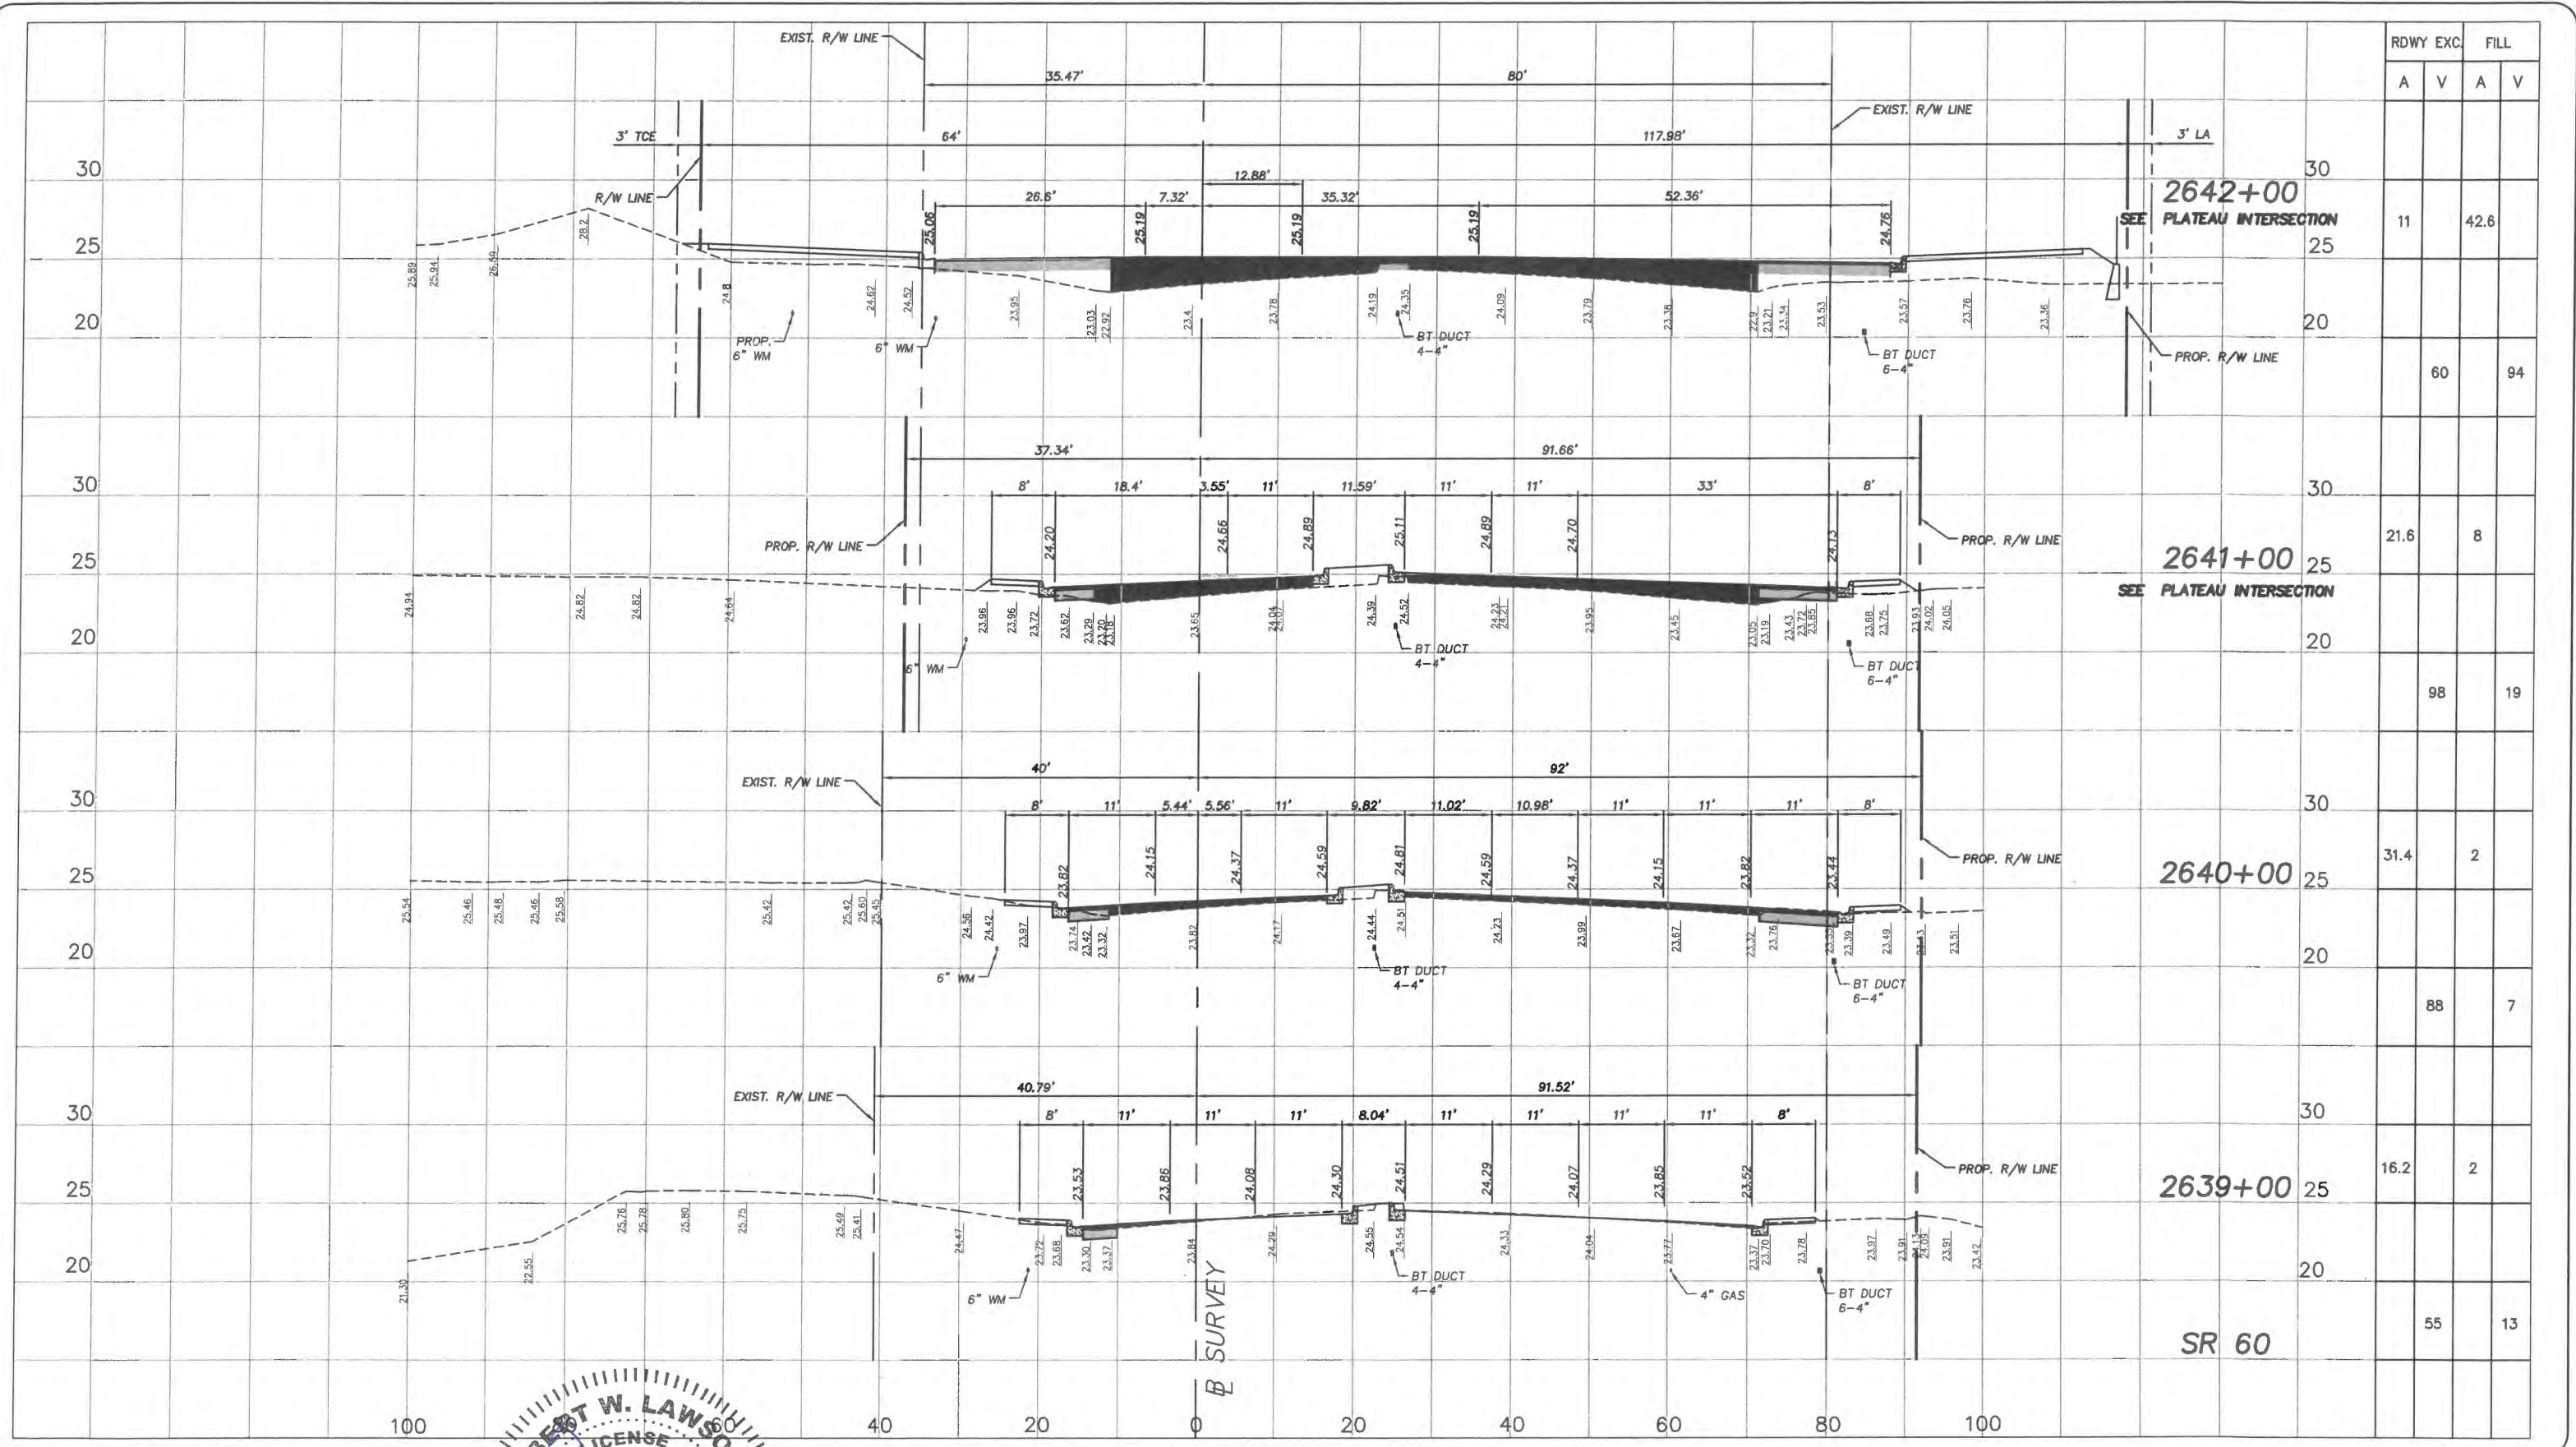 RDWY EXC. FILL
A V A V
EXIST. R/W LINE
35.47' 80'
EXIST. R/W LINE
3' TCE 64' 117.98' 3' LA
12.88'
30 30
R/W LINE
26.6' 7.32' 35.32' 52.36'
2642+00
SEE PLATEAU INTERSECTION
11 42.6
25.06 25.19 25.19 25.19 24.76
25 25
25.89 25.94 26.59 28.2 24.8 24.62 24.52 23.95 23.03 22.92 23.4 23.78 24.19 24.35 24.09 23.79 23.38 22.9 23.21 23.34 23.53 23.57 23.76 23.36
20 20
PROP.
6" WM
6" WM
BT DUCT
4-4"
BT DUCT
6-4"
PROP. R/W LINE
60 94
37.34' 91.66'
30 30
8' 18.4' 3.55' 11' 11.59' 11' 11' 33' 8'
PROP. R/W LINE
24.20 24.66 24.89 25.11 24.89 24.70 24.13
PROP. R/W LINE
21.6 8
2641+00
SEE PLATEAU INTERSECTION
25 25
24.94 24.82 24.82 24.64 23.96 23.96 23.72 23.62 23.29 23.20 23.18 23.65 24.04 24.07 24.39 24.52 24.23 24.21 23.95 23.45 23.05 23.19 23.43 23.72 23.85 23.68 23.75 23.93 24.02 24.05
20 20
6" WM
BT DUCT
4-4"
BT DUCT
6-4"
98 19
40' 92'
EXIST. R/W LINE
30 30
8' 11' 5.44' 5.56' 11' 9.82' 11.02' 10.98' 11' 11' 11' 8'
23.82 24.15 24.37 24.59 24.81 24.59 24.37 24.15 23.82 23.44
PROP. R/W LINE
31.4 2
2640+00
25 25
25.54 25.46 25.48 25.46 25.58 25.42 25.42 25.60 25.45 24.56 24.42 23.97 23.74 23.42 23.32 23.82 24.17 24.44 24.51 24.23 23.99 23.67 23.32 23.76 23.39 23.49 23.51
20 20
6" WM
BT DUCT
4-4"
BT DUCT
6-4"
88 7
40.79' 91.52'
EXIST. R/W LINE
30 30
8' 11' 11' 11' 8.04' 11' 11' 11' 11' 8'
23.53 23.86 24.08 24.30 24.51 24.29 24.07 23.85 23.52
PROP. R/W LINE
16.2 2
2639+00
25 25
21.30 22.55 25.76 25.78 25.80 25.75 25.49 25.41 24.47 23.72 23.68 23.30 23.37 23.84 24.29 24.55 24.54 24.33 24.04 23.77 23.37 23.70 23.78 23.97 23.91 24.13 24.09 23.91 23.42
20 20
6" WM
BT DUCT
4-4"
4" GAS
BT DUCT
6-4"
55 13
BL SURVEY
SR 60
100 60 40 20 0 20 40 60 80 100
W. LAWSO